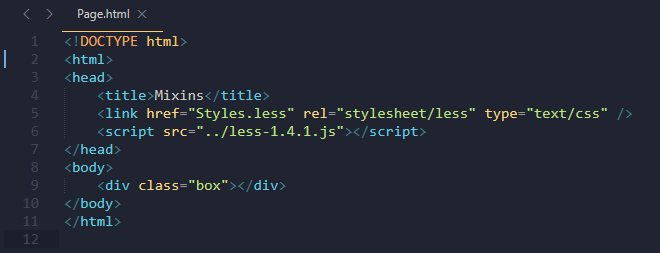 Page.html
1 <!DOCTYPE html>
2 <html>
3 <head>
4     <title>Mixins</title>
5     <link href="Styles.less" rel="stylesheet/less" type="text/css" />
6     <script src="../less-1.4.1.js"></script>
7 </head>
8 <body>
9     <div class="box"></div>
10 </body>
11 </html>
12